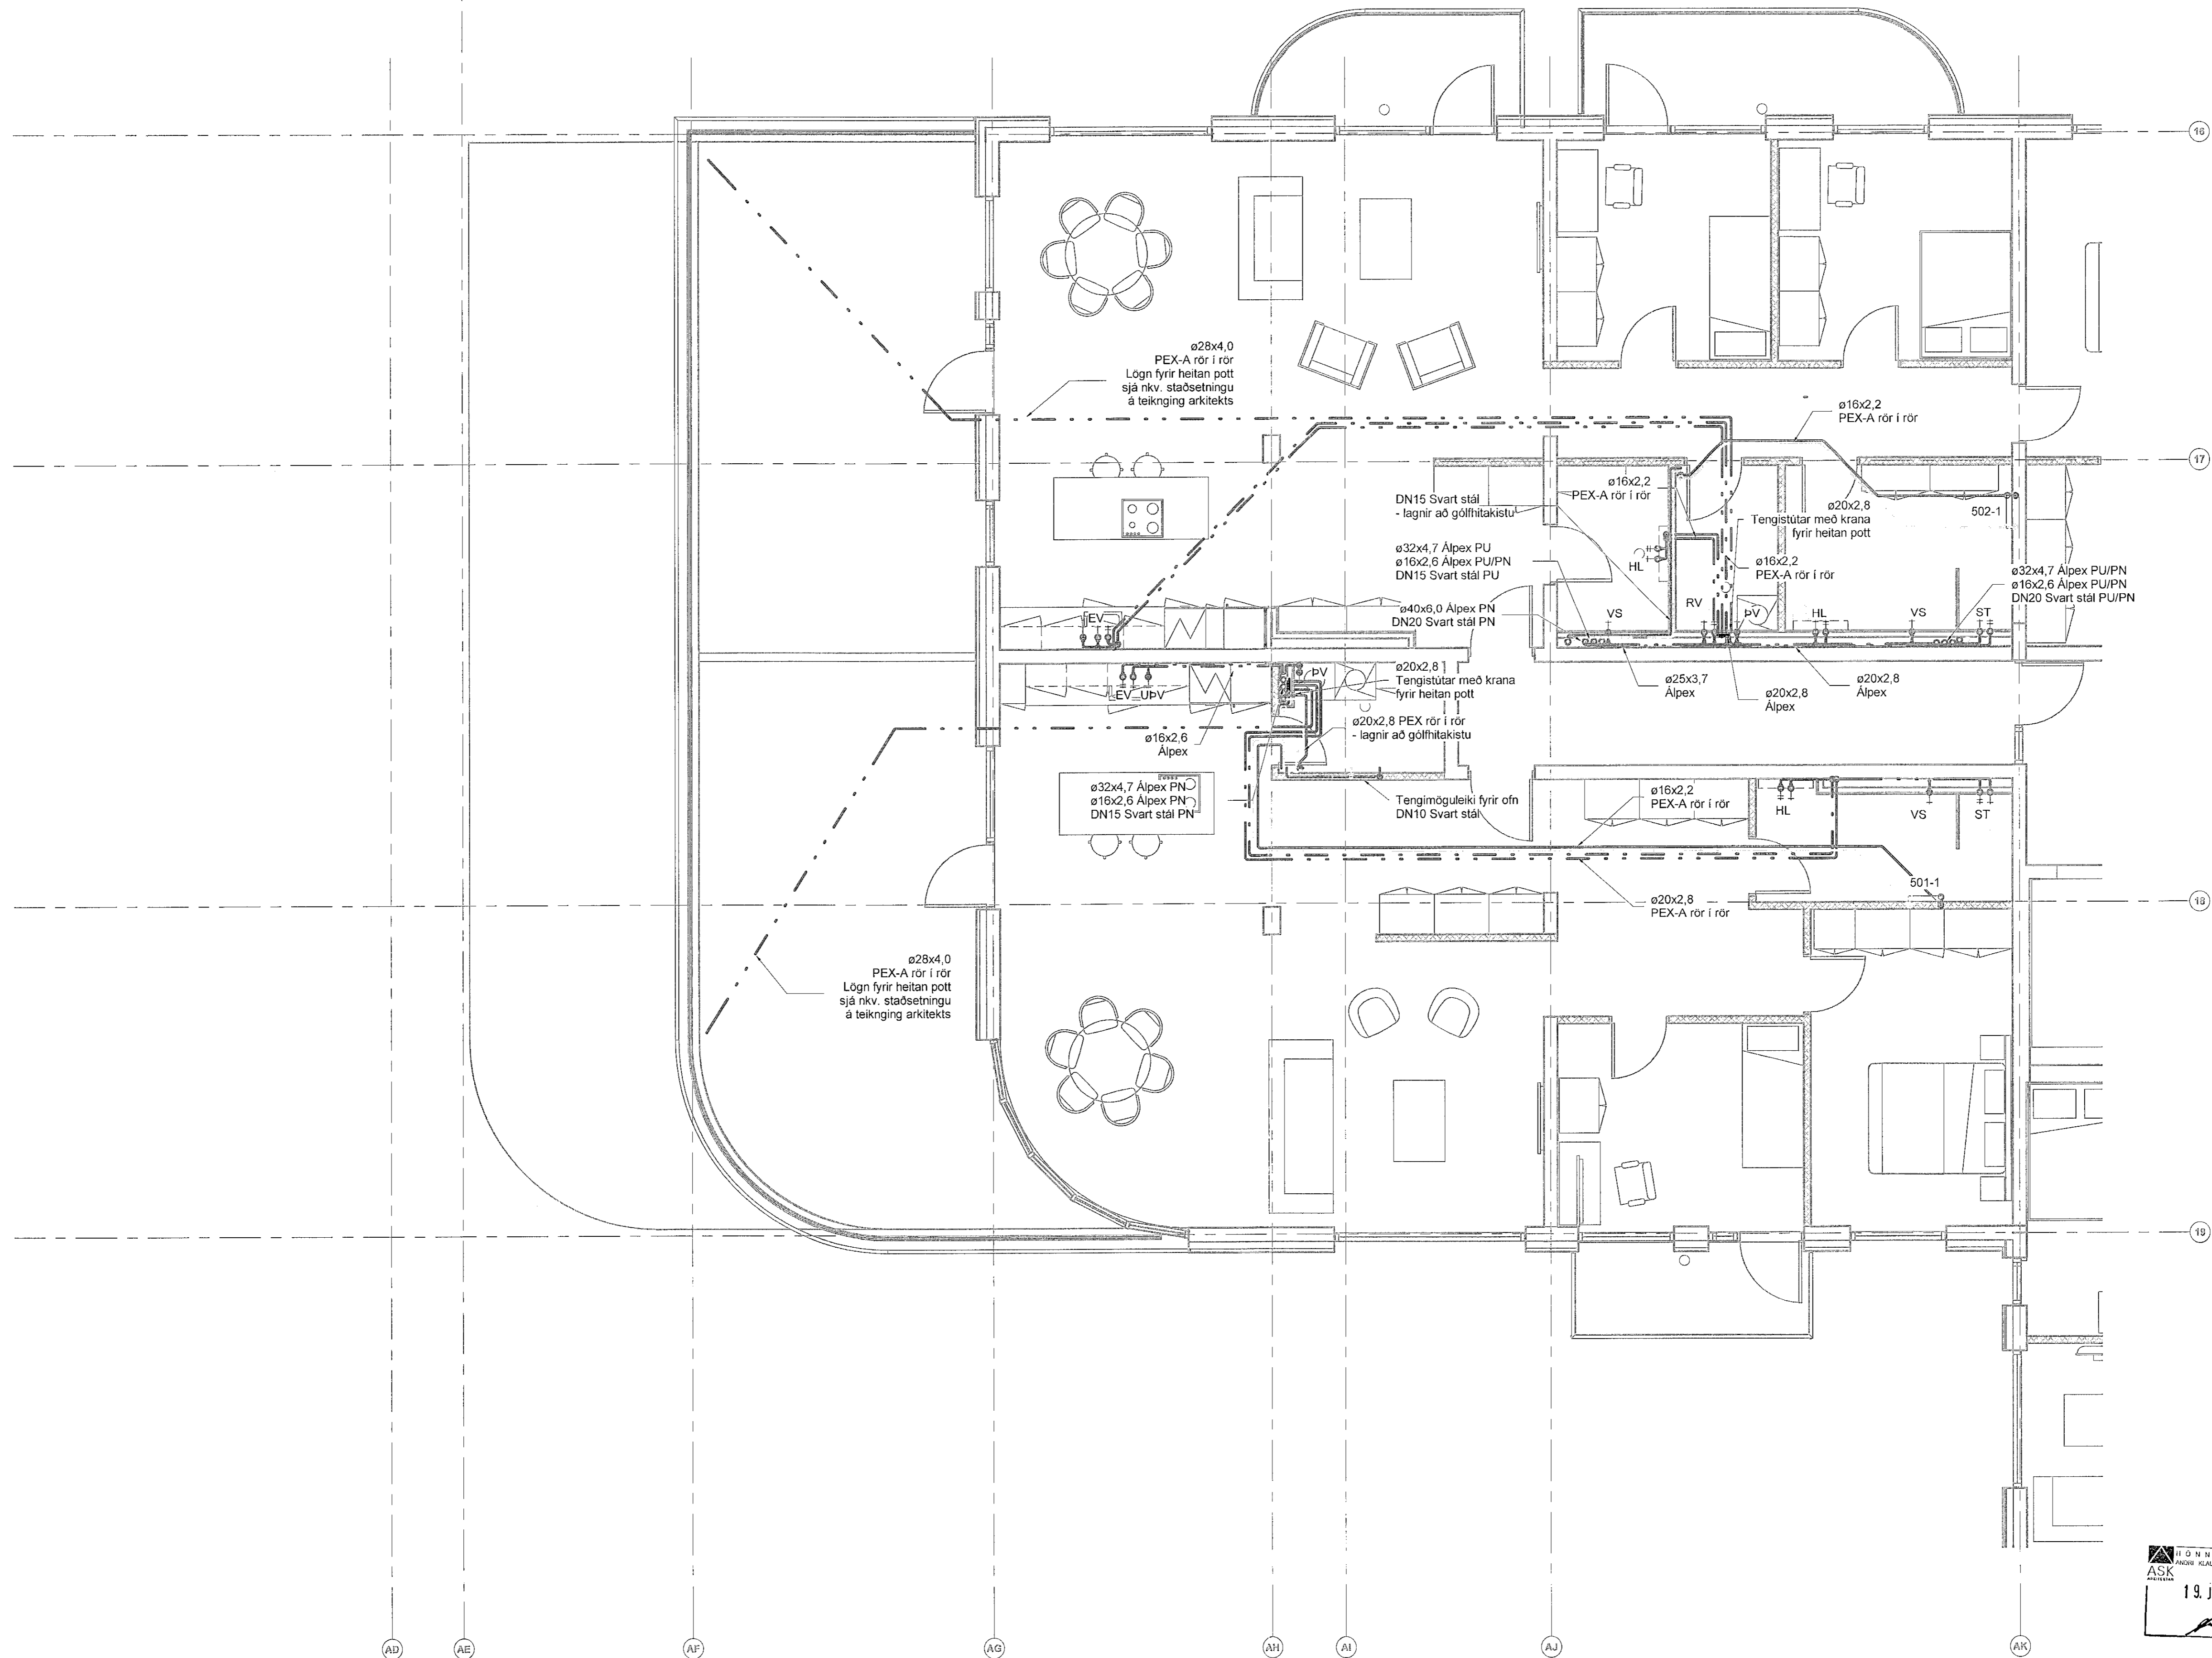 16
ø28x4,0
PEX-A rör í rör
Lögn fyrir heitan pott
sjá nkv. staðsetningu
á teiknging arkitekts
ø16x2,2
PEX-A rör í rör
17
DN15 Svart stál
- lagnir að gólfhitakistu
ø16x2,2
PEX-A rör í rör
ø20x2,8
Tengistútar með krana
fyrir heitan pott
502-1
ø32x4,7 Álpex PU
ø16x2,6 Álpex PU/PN
DN15 Svart stál PU
HL
ø16x2,2
PEX-A rör í rör
ø32x4,7 Álpex PU/PN
ø16x2,6 Álpex PU/PN
DN20 Svart stál PU/PN
EV
ø40x6,0 Álpex PN
DN20 Svart stál PN
VS
RV
ÞV
HL
VS
ST
EV
UÞV
ÞV
ø20x2,8
Tengistútar með krana
fyrir heitan pott
ø25x3,7
Álpex
ø20x2,8
Álpex
ø20x2,8
Álpex
ø16x2,6
Álpex
ø20x2,8 PEX rör í rör
- lagnir að gólfhitakistu
ø32x4,7 Álpex PN
ø16x2,6 Álpex PN
DN15 Svart stál PN
Tengimöguleiki fyrir ofn
DN10 Svart stál
ø16x2,2
PEX-A rör í rör
HL
VS
ST
501-1
ø20x2,8
PEX-A rör í rör
18
ø28x4,0
PEX-A rör í rör
Lögn fyrir heitan pott
sjá nkv. staðsetningu
á teiknging arkitekts
19
HÖNN
ANDRI
ASK
ARKITEKTAR
19. j
AD
AE
AF
AG
AH
AI
AJ
AK